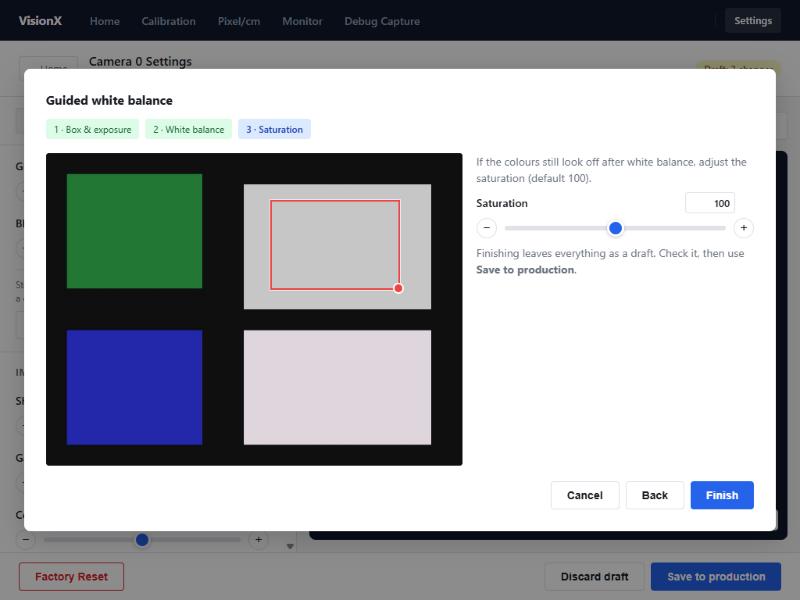 VisionX
Home
Calibration
Pixel/cm
Monitor
Debug Capture
Settings
Home
Camera 0 Settings
Guided white balance
1 · Box & exposure
2 · White balance
3 · Saturation
If the colours still look off after white balance, adjust the
saturation (default 100).
Saturation
100
−
+
Finishing leaves everything as a draft. Check it, then use
Save to production.
Cancel
Back
Finish
−
+
Factory Reset
Discard draft
Save to production